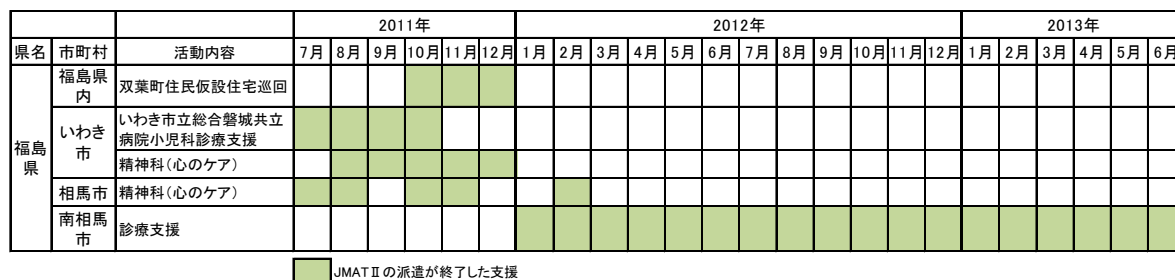 2011年 2012年 2013年
県名 市町村 活動内容 7月 8月 9月 10月 11月 12月 1月 2月 3月 4月 5月 6月 7月 8月 9月 10月 11月 12月 1月 2月 3月 4月 5月 6月
福島県
福島県内 双葉町住民仮設住宅巡回
いわき市 いわき市立総合磐城共立
病院小児科診療支援
精神科(心のケア)
相馬市 精神科(心のケア)
南相馬市 診療支援
JMATⅡの派遣が終了した支援